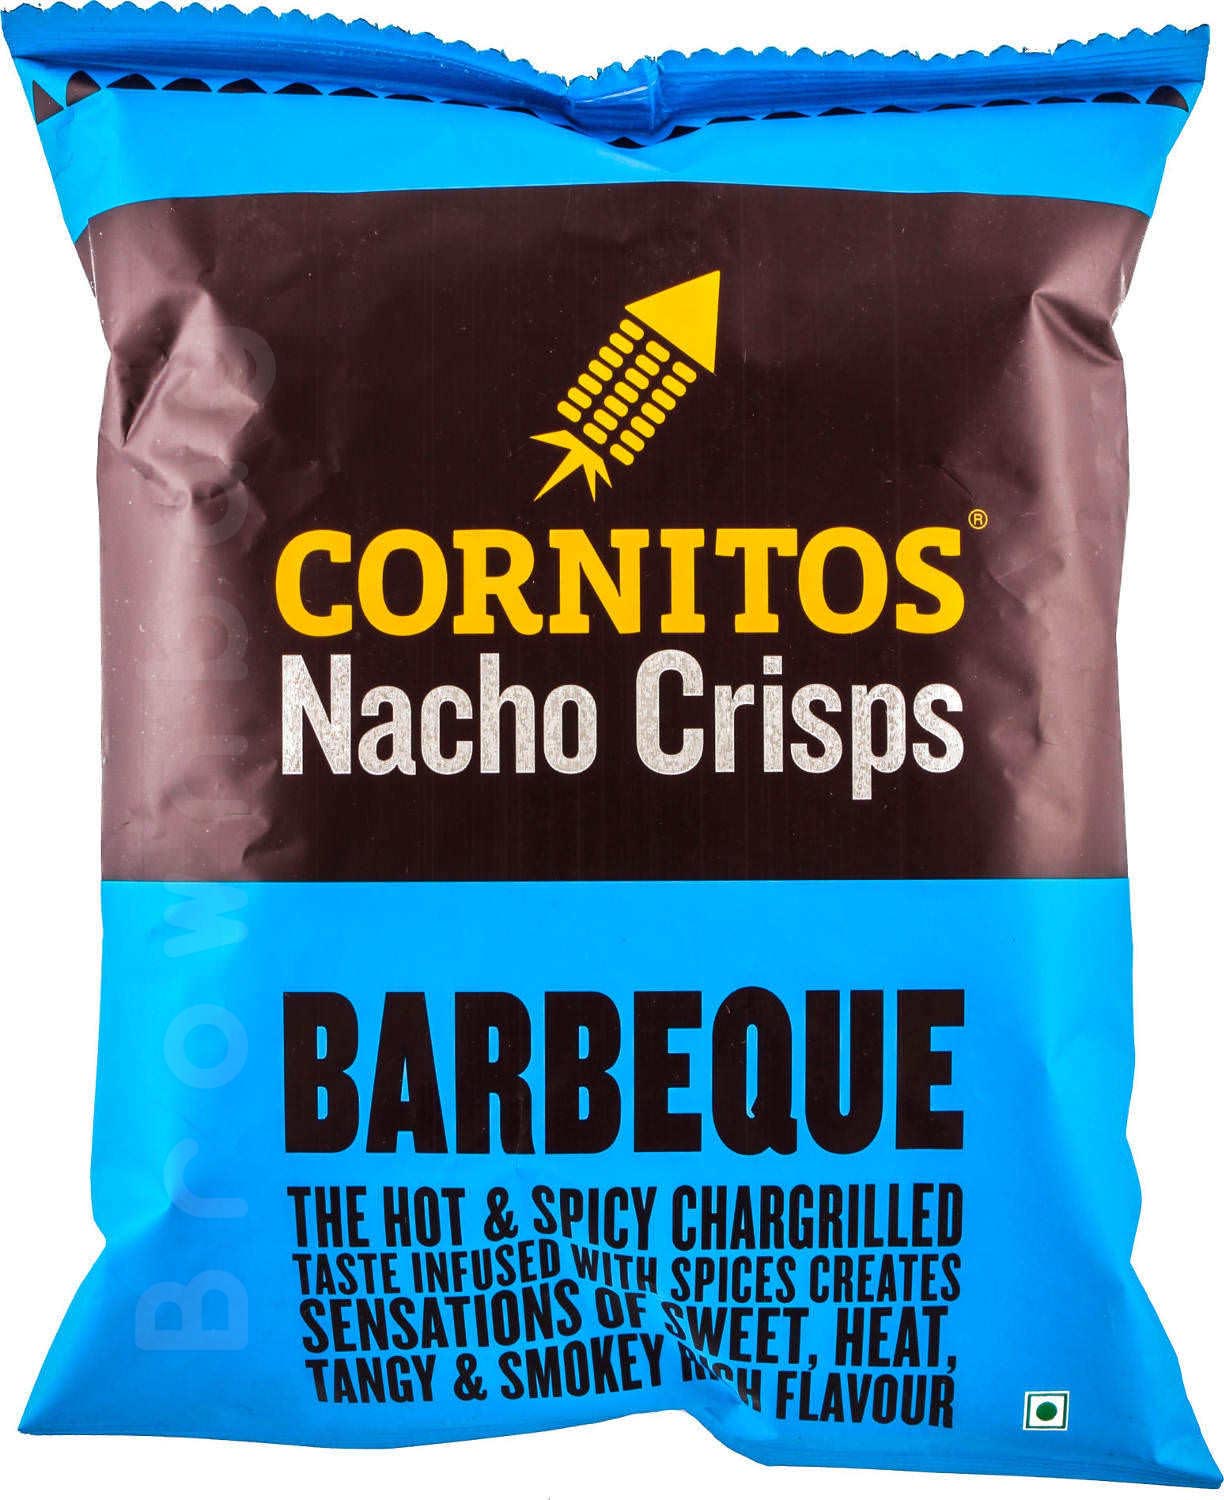 CORNITOS®
Nacho Crisps
BARBEQUE
THE HOT & SPICY CHARGRILLED
TASTE INFUSED WITH SPICES CREATES
SENSATIONS OF SWEET, HEAT,
TANGY & SMOKEY RICH FLAVOUR
Brownbags